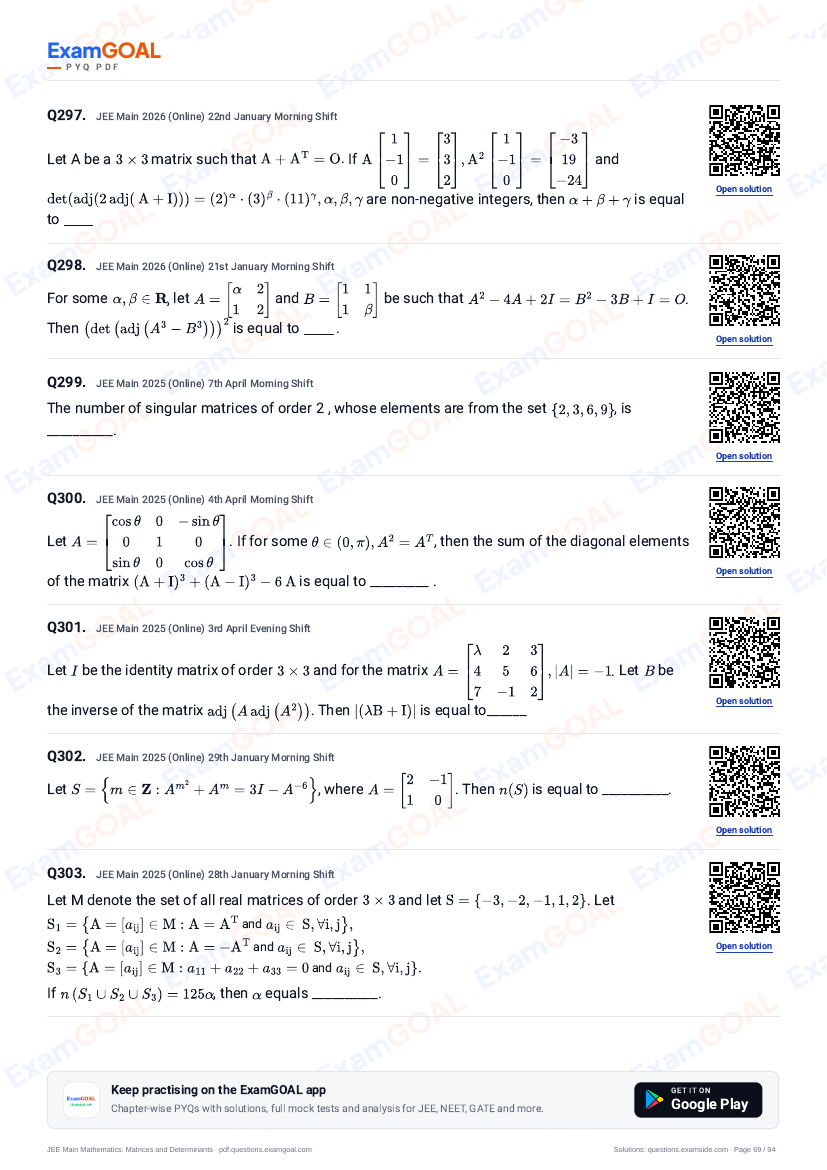 ExamGOAL
PYQ PDF
Q297. JEE Main 2026 (Online) 22nd January Morning Shift
Let A be a 3 × 3 matrix such that A + Aᵀ = O. If A [1 −1 0] = [3 3 2], A² [1 −1 0] = [−3 19 −24] and
det(adj(2 adj( A + I))) = (2)^α · (3)^β · (11)^γ, α, β, γ are non-negative integers, then α + β + γ is equal
to ____
Open solution
Q298. JEE Main 2026 (Online) 21st January Morning Shift
For some α, β ∈ R, let A = [α 2 1 2] and B = [1 1 1 β] be such that A² − 4A + 2I = B² − 3B + I = O.
Then (det (adj (A³ − B³)))² is equal to ____ .
Open solution
Q299. JEE Main 2025 (Online) 7th April Morning Shift
The number of singular matrices of order 2 , whose elements are from the set {2, 3, 6, 9}, is
__________.
Open solution
Q300. JEE Main 2025 (Online) 4th April Morning Shift
Let A = [cos θ 0 − sin θ 0 1 0 sin θ 0 cos θ]. If for some θ ∈ (0, π), A² = Aᵀ, then the sum of the diagonal elements
of the matrix (A + I)³ + (A − I)³ − 6 A is equal to _________ .
Open solution
Q301. JEE Main 2025 (Online) 3rd April Evening Shift
Let I be the identity matrix of order 3 × 3 and for the matrix A = [λ 2 3 4 5 6 7 −1 2], |A| = −1. Let B be
the inverse of the matrix adj (A adj (A²)). Then |(λB + I)| is equal to______
Open solution
Q302. JEE Main 2025 (Online) 29th January Morning Shift
Let S = {m ∈ Z : A^m² + A^m = 3I − A⁻⁶}, where A = [2 −1 1 0]. Then n(S) is equal to __________.
Open solution
Q303. JEE Main 2025 (Online) 28th January Morning Shift
Let M denote the set of all real matrices of order 3 × 3 and let S = {−3, −2, −1, 1, 2}. Let
S₁ = {A = [aᵢⱼ] ∈ M : A = Aᵀ and aᵢⱼ ∈ S, ∀i, j},
S₂ = {A = [aᵢⱼ] ∈ M : A = −Aᵀ and aᵢⱼ ∈ S, ∀i, j},
S₃ = {A = [aᵢⱼ] ∈ M : a₁₁ + a₂₂ + a₃₃ = 0 and aᵢⱼ ∈ S, ∀i, j}.
If n (S₁ ∪ S₂ ∪ S₃) = 125α, then α equals __________.
Open solution
Keep practising on the ExamGOAL app
Chapter-wise PYQs with solutions, full mock tests and analysis for JEE, NEET, GATE and more.
ExamGOAL
GET IT ON
Google Play
JEE Main Mathematics: Matrices and Determinants · pdf.questions.examgoal.com
Solutions: questions.examside.com · Page 69 / 94